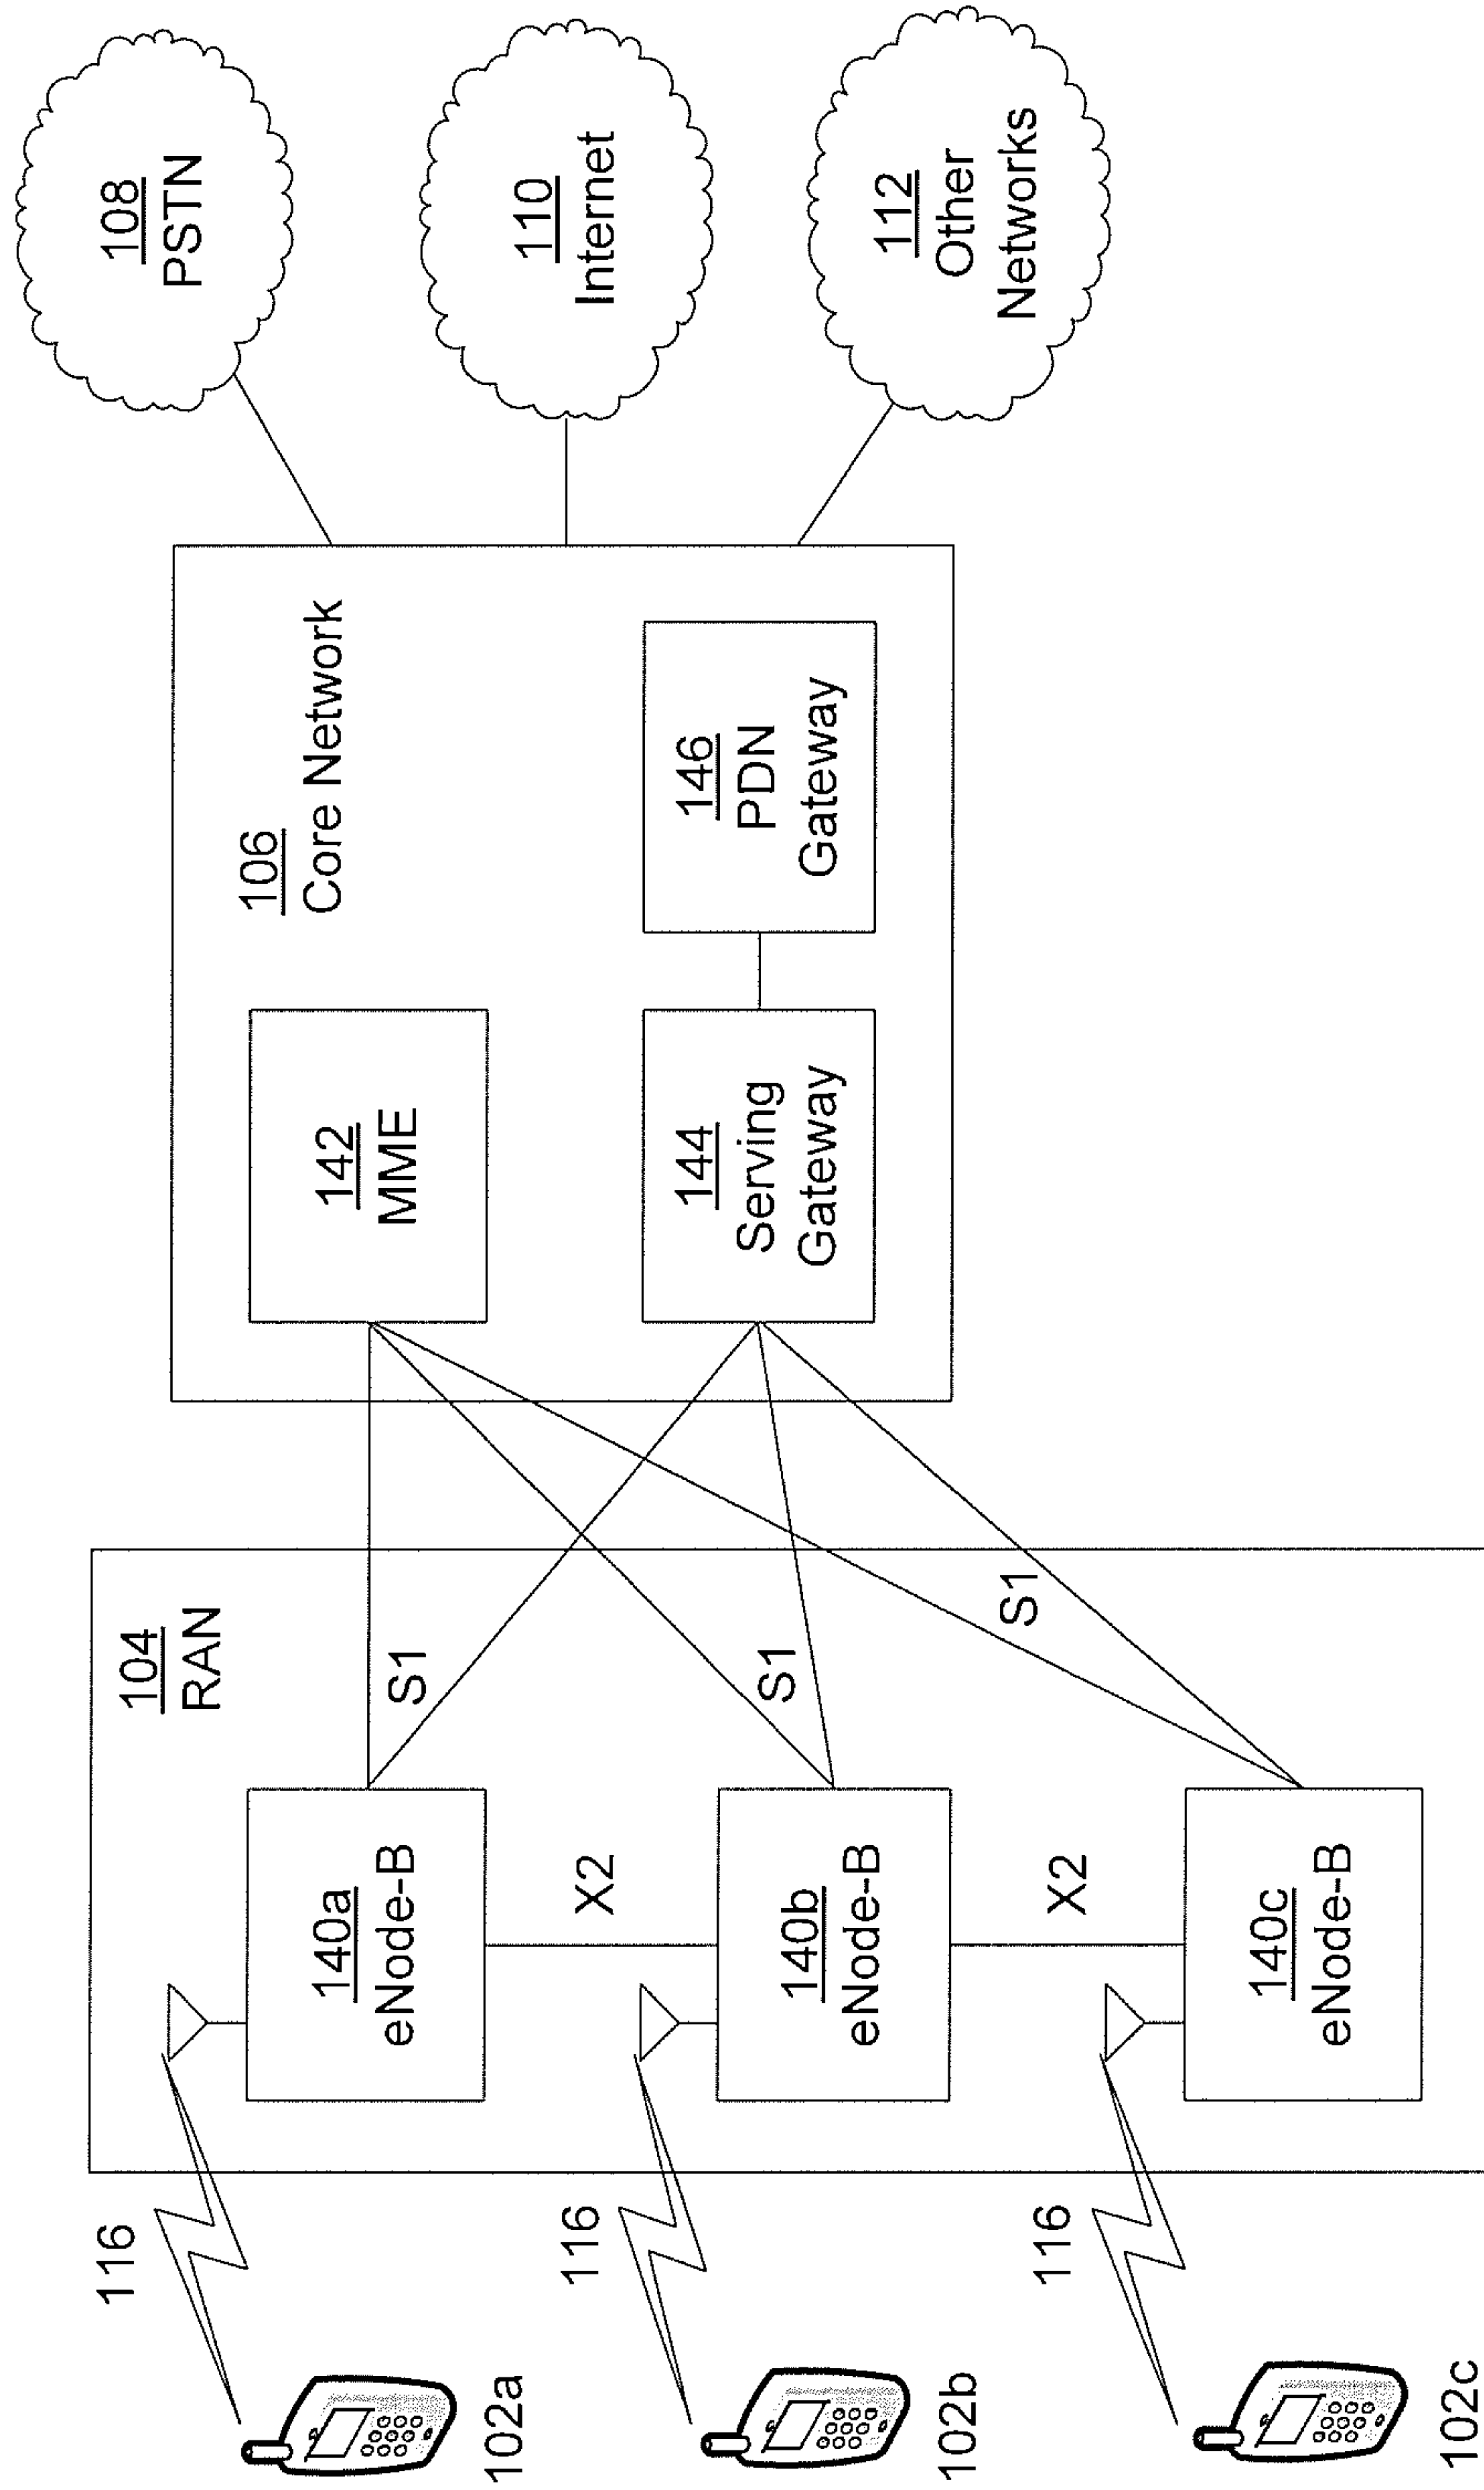 104
RAN
116
102a
140a
eNode-B
S1
X2
116
102b
140b
eNode-B
S1
X2
116
102c
140c
eNode-B
S1
106
Core Network
142
MME
144
Serving
Gateway
146
PDN
Gateway
108
PSTN
110
Internet
112
Other
Networks